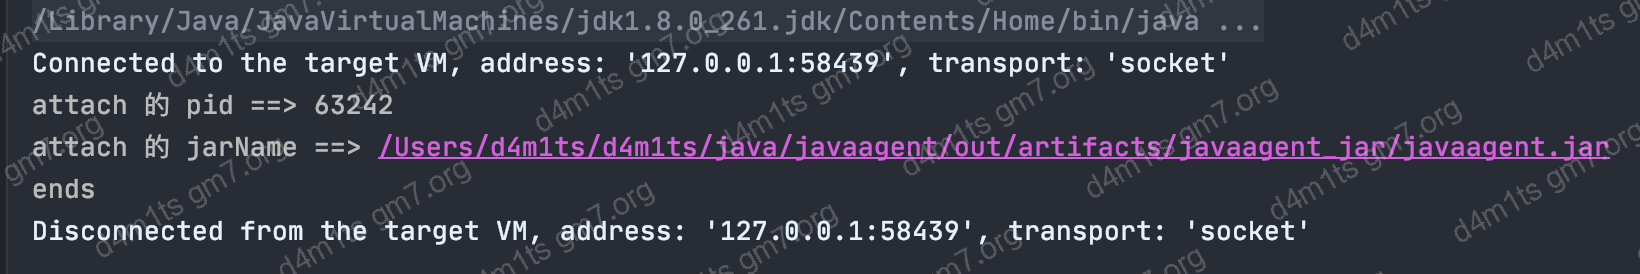 /Library/Java/JavaVirtualMachines/jdk1.8.0_261.jdk/Contents/Home/bin/java ...
Connected to the target VM, address: '127.0.0.1:58439', transport: 'socket'
attach 的 pid ==> 63242
attach 的 jarName ==> /Users/d4m1ts/d4m1ts/java/javaagent/out/artifacts/javaagent_jar/javaagent.jar
ends
Disconnected from the target VM, address: '127.0.0.1:58439', transport: 'socket'
d4m1ts gm7.org